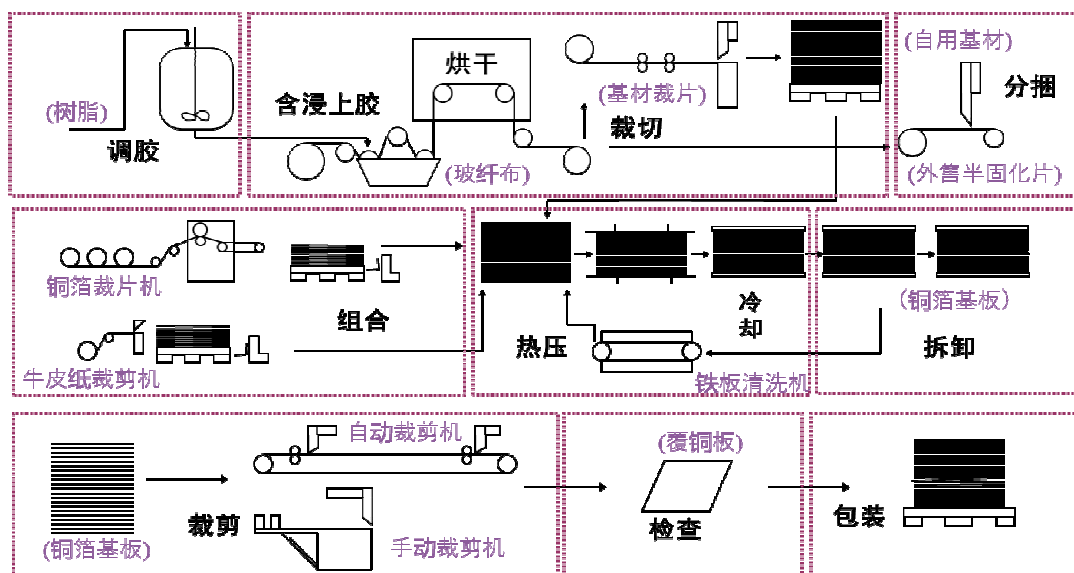 (树脂)
调胶
含浸上胶
烘干
(玻纤布)
(基材裁片)
裁切
(自用基材)
分捆
(外售半固化片)
铜箔裁片机
组合
牛皮纸裁剪机
热压
冷却
铁板清洗机
(铜箔基板)
拆卸
(铜箔基板)
裁剪
自动裁剪机
手动裁剪机
(覆铜板)
检查
包装